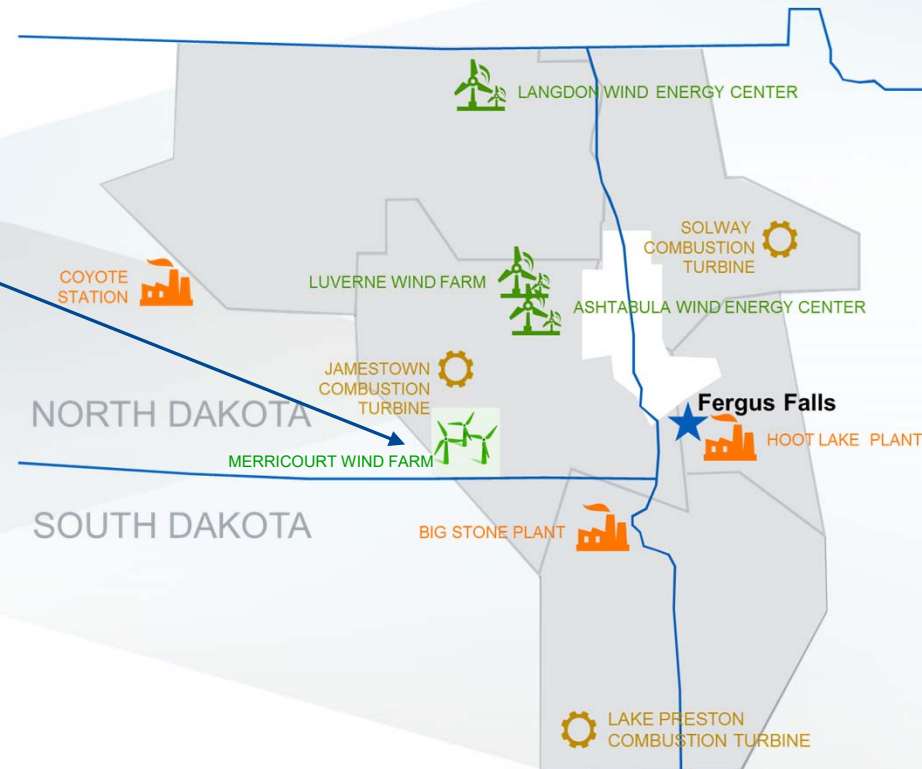 LANGDON WIND ENERGY CENTER
SOLWAY
COMBUSTION
TURBINE
COYOTE
STATION
LUVERNE WIND FARM
ASHTABULA WIND ENERGY CENTER
JAMESTOWN
COMBUSTION
TURBINE
NORTH DAKOTA
Fergus Falls
HOOT LAKE PLANT
MERRICOURT WIND FARM
SOUTH DAKOTA
BIG STONE PLANT
LAKE PRESTON
COMBUSTION TURBINE